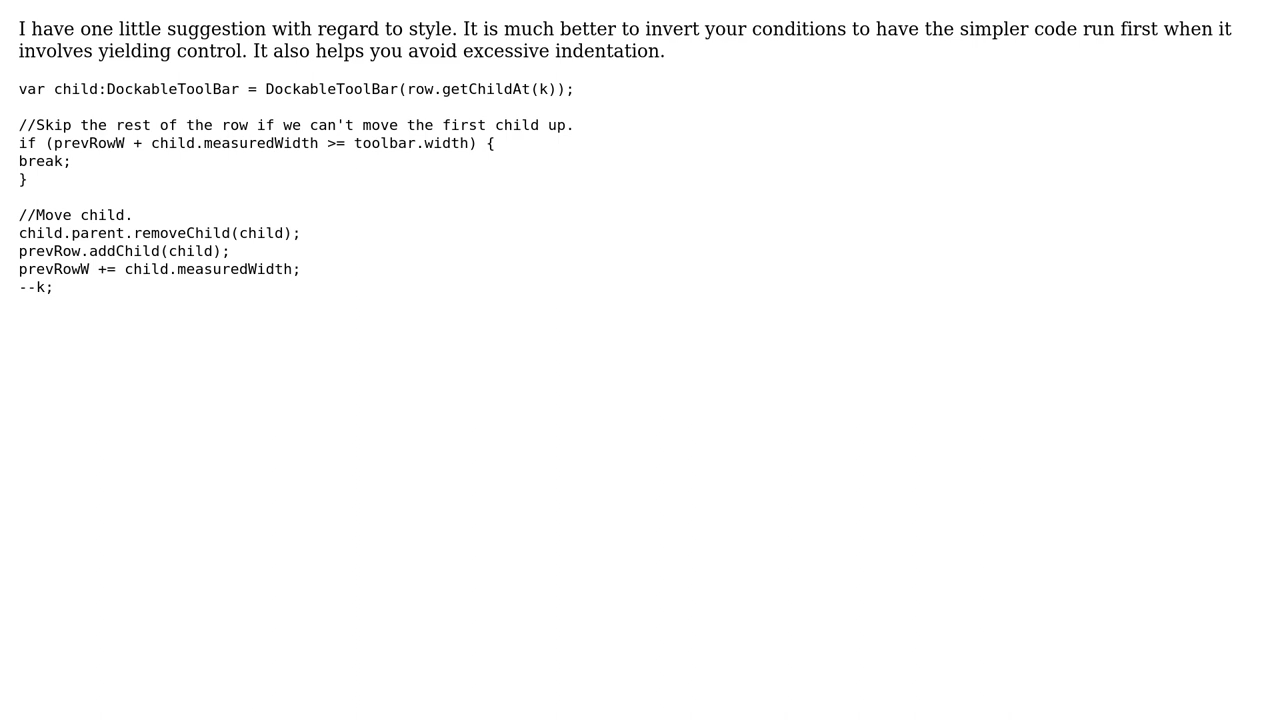 I have one little suggestion with regard to style. It is much better to invert your conditions to have the simpler code run first when it
involves yielding control. It also helps you avoid excessive indentation.
var child:DockableToolBar = DockableToolBar(row.getChildAt(k));
//Skip the rest of the row if we can't move the first child up.
if (prevRowW + child.measuredWidth >= toolbar.width) {
break;
}
//Move child.
child.parent.removeChild(child);
prevRow.addChild(child);
prevRowW += child.measuredWidth;
--k;